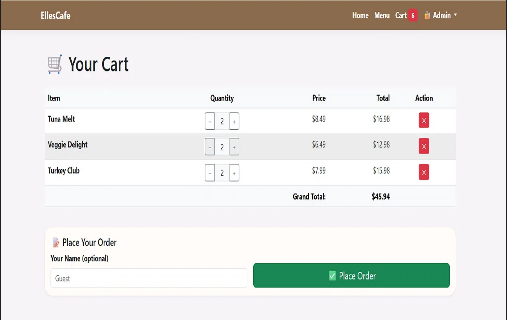 EllesCafe Home Menu Cart 6 Admin
Your Cart
Item Quantity Price Total Action
Tuna Melt - 2 + $8.49 $16.98 X
Veggie Delight - 2 + $6.49 $12.98 X
Turkey Club - 2 + $7.99 $15.98 X
Grand Total: $45.94
Place Your Order
Your Name (optional)
Guest
Place Order